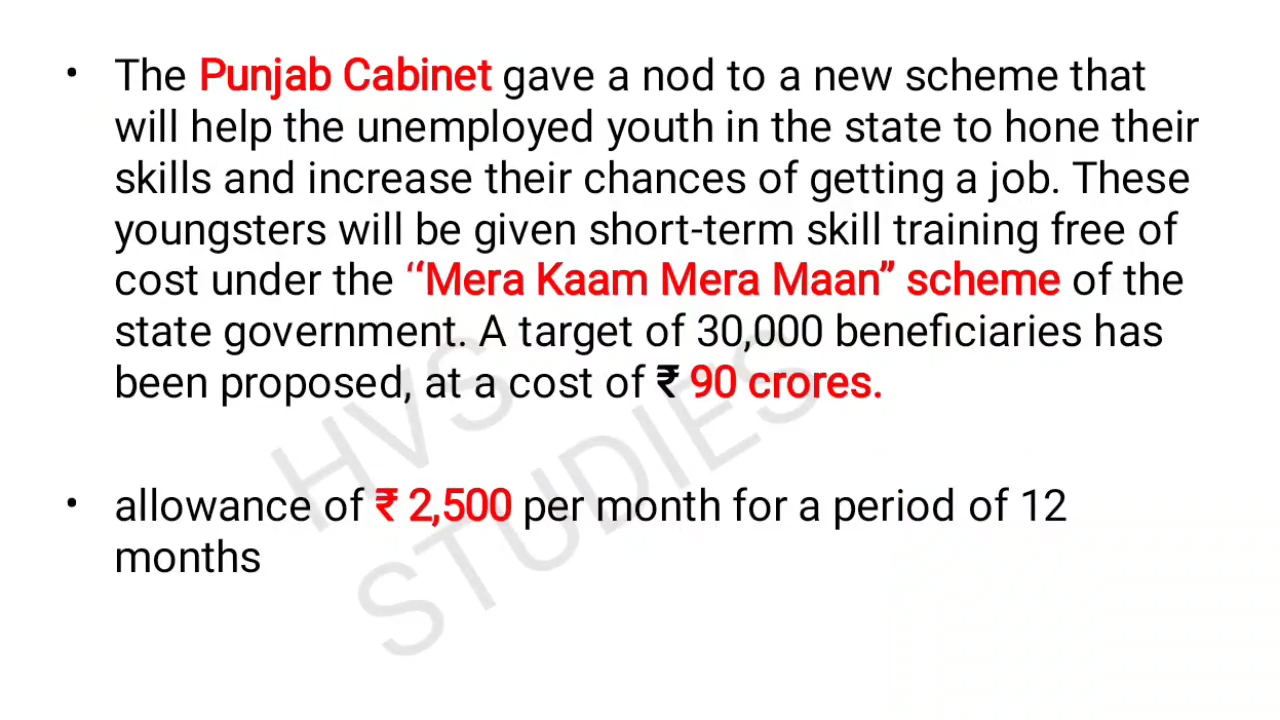 • The Punjab Cabinet gave a nod to a new scheme that
will help the unemployed youth in the state to hone their
skills and increase their chances of getting a job. These
youngsters will be given short-term skill training free of
cost under the ‘‘Mera Kaam Mera Maan” scheme of the
state government. A target of 30,000 beneficiaries has
been proposed, at a cost of ₹ 90 crores.
• allowance of ₹ 2,500 per month for a period of 12
months
HVS
STUDIES